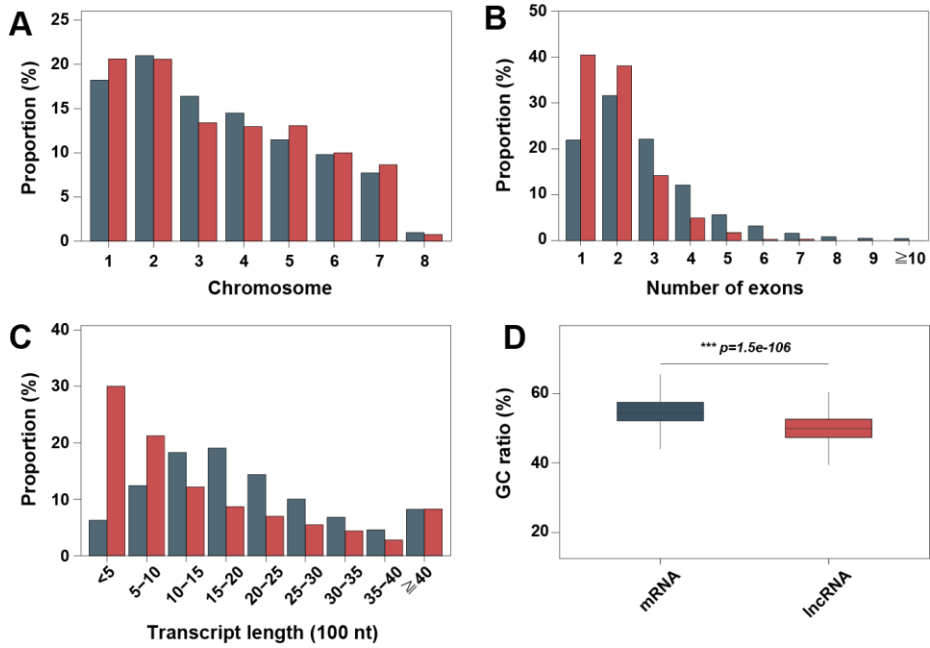 A
Proportion (%)
25
20
15
10
5
0
1 2 3 4 5 6 7 8
Chromosome
B
Proportion (%)
50
40
30
20
10
0
1 2 3 4 5 6 7 8 9 ≧10
Number of exons
C
Proportion (%)
40
30
20
10
0
<5 5−10 10−15 15−20 20−25 25−30 30−35 35−40 ≧40
Transcript length (100 nt)
D
GC ratio (%)
*** p=1.5e-106
60
40
20
mRNA lncRNA